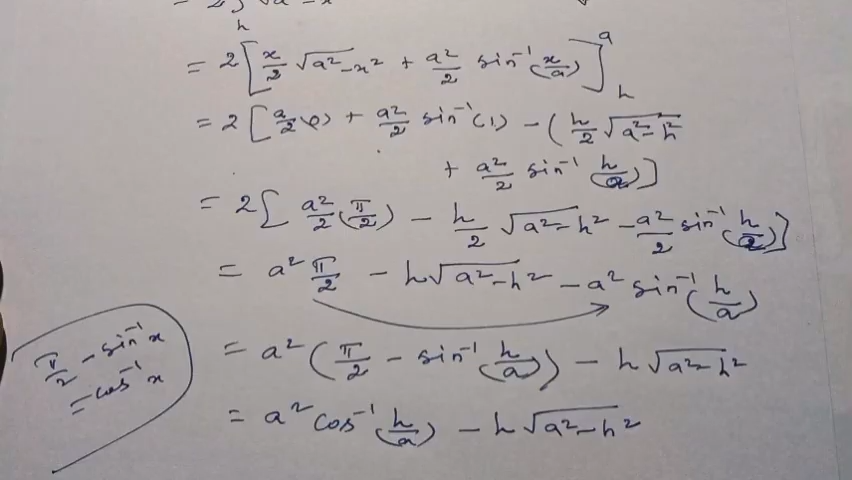 = 2 [ x/2 √a²-x² + a²/2 sin⁻¹(x/a) ]ₕᵃ
= 2 [ a/2 (0) + a²/2 sin⁻¹(1) - ( h/2 √a²-h²
+ a²/2 sin⁻¹(h/a) ]
= 2 [ a²/2 (π/2) - h/2 √a²-h² - a²/2 sin⁻¹(h/a) ]
= a² π/2 - h√a²-h² - a² sin⁻¹(h/a)
= a² ( π/2 - sin⁻¹(h/a) ) - h√a²-h²
= a² cos⁻¹(h/a) - h√a²-h²
π/2 - sin⁻¹ x
= cos⁻¹ x